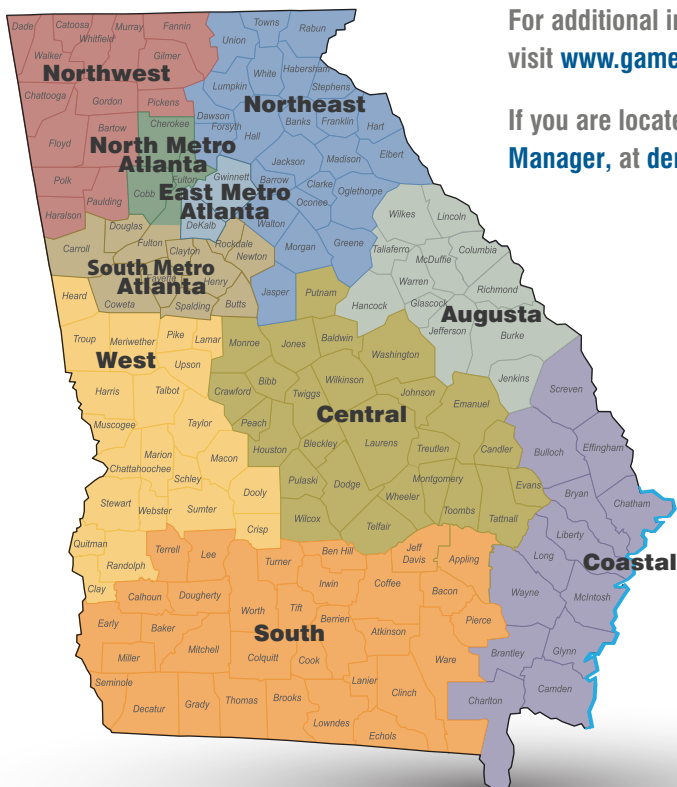 For additional in
visit www.game
If you are locate
Manager, at der
Dade Catoosa Murray Fannin
Whitfield
Walker Gilmer
Northwest
Chattooga
Gordon Pickens
Bartow
Floyd
Polk
Paulding
Haralson
Towns Rabun
Union
White Habersham
Lumpkin Stephens
Northeast
Dawson Banks Franklin Hart
Forsyth
Hall
Elbert
Jackson Madison
Barrow Clarke
Oconee Oglethorpe
Walton
Morgan Greene
Jasper
Cherokee
North Metro
Atlanta
Cobb Fulton
Gwinnett
East Metro
Atlanta
DeKalb
Douglas
Carroll Fulton Clayton Rockdale
Newton
South Metro
Atlanta
Fayette Henry
Coweta Spalding Butts
Wilkes Lincoln
Taliaferro McDuffie Columbia
Warren Richmond
Hancock Glascock
Augusta
Jefferson Burke
Jenkins
Heard
Troup Meriwether Pike Lamar
West
Upson
Harris Talbot
Muscogee Taylor
Marion Macon
Chattahoochee
Schley
Stewart Dooly
Webster Sumter
Crisp
Quitman
Randolph
Clay
Putnam
Monroe Jones Baldwin Washington
Bibb Wilkinson
Crawford Twiggs Johnson Emanuel
Central
Peach
Houston Bleckley Laurens Treutlen Candler
Pulaski Dodge Montgomery Evans
Wheeler
Wilcox Toombs
Telfair Tattnall
Screven
Bulloch Effingham
Bryan Chatham
Liberty
Long
Coastal
Wayne McIntosh
Brantley Glynn
Camden
Charlton
Terrell Lee Turner Ben Hill Jeff
Davis Appling
Irwin Coffee
Calhoun Dougherty Bacon
Worth Tift
Early Berrien Pierce
Baker Atkinson
South
Mitchell
Miller Colquitt Cook Ware
Seminole Lanier
Clinch
Decatur Grady Thomas Brooks
Lowndes
Echols